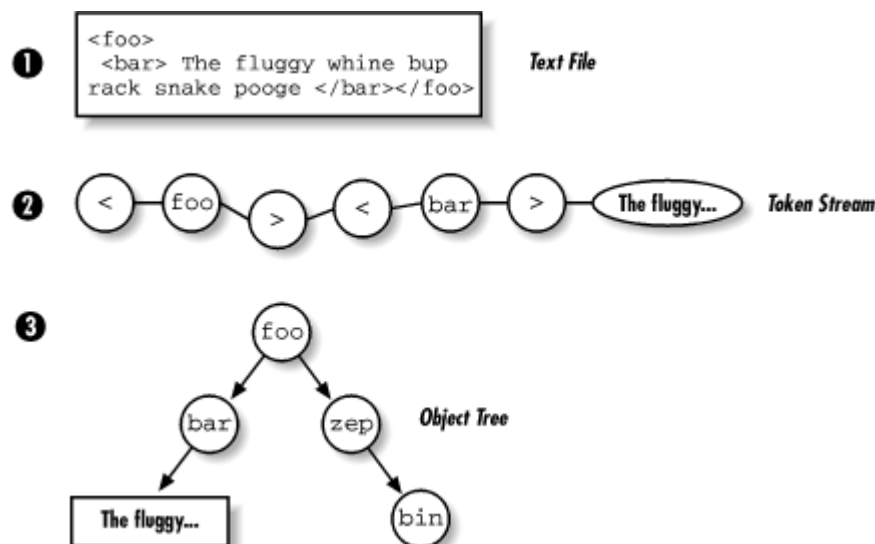 1
<foo>
<bar> The fluggy whine bup
rack snake pooge </bar></foo>
Text File
2
< foo > < bar > The fluggy...
Token Stream
3
foo
bar zep
Object Tree
The fluggy...
bin